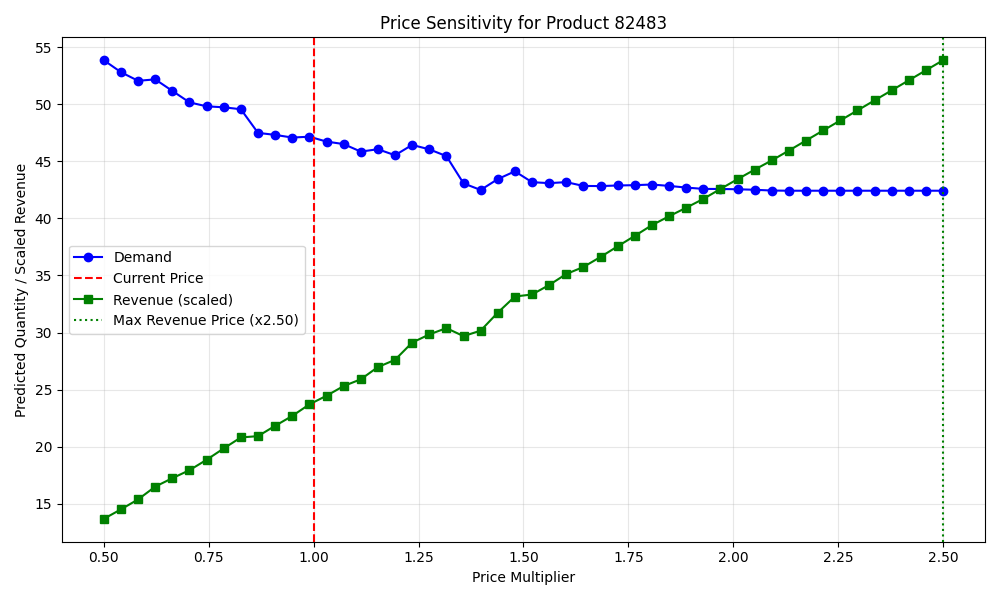 Price Sensitivity for Product 82483
Predicted Quantity / Scaled Revenue
55
50
45
40
35
30
25
20
15
Demand
Current Price
Revenue (scaled)
Max Revenue Price (x2.50)
0.50 0.75 1.00 1.25 1.50 1.75 2.00 2.25 2.50
Price Multiplier